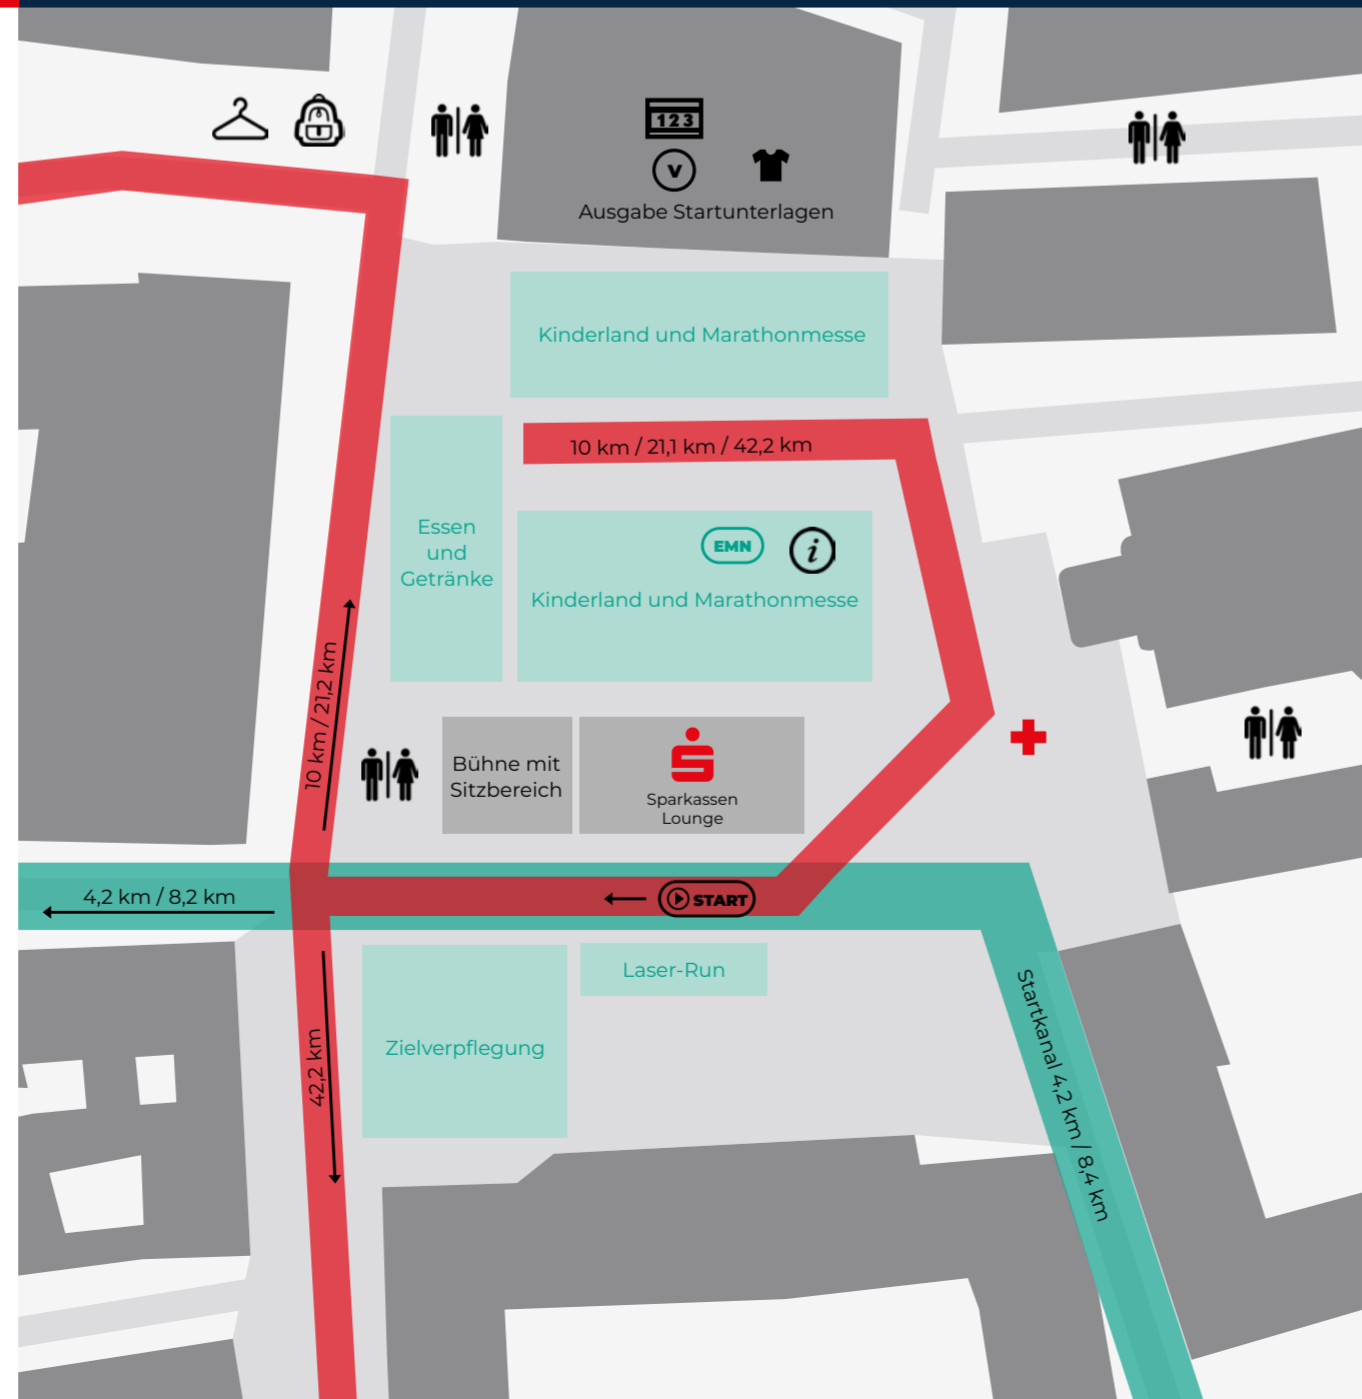 123
V
Ausgabe Startunterlagen
Kinderland und Marathonmesse
10 km / 21,1 km / 42,2 km
Essen
und
Getränke
EMN
i
Kinderland und Marathonmesse
10 km / 21,2 km
Bühne mit
Sitzbereich
Sparkassen
Lounge
4,2 km / 8,2 km
START
Laser-Run
Zielverpflegung
42,2 km
Startkanal 4,2 km / 8,4 km